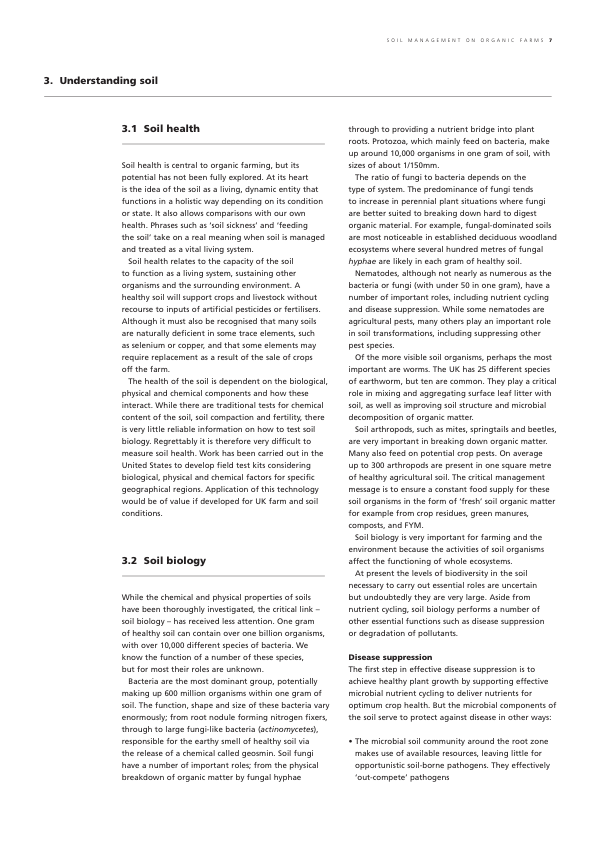 SOIL MANAGEMENT ON ORGANIC FARMS 7
3. Understanding soil
3.1 Soil health
Soil health is central to organic farming, but its
potential has not been fully explored. At its heart
is the idea of the soil as a living, dynamic entity that
functions in a holistic way depending on its condition
or state. It also allows comparisons with our own
health. Phrases such as 'soil sickness' and 'feeding
the soil' take on a real meaning when soil is managed
and treated as a vital living system.
Soil health relates to the capacity of the soil
to function as a living system, sustaining other
organisms and the surrounding environment. A
healthy soil will support crops and livestock without
recourse to inputs of artificial pesticides or fertilisers.
Although it must also be recognised that many soils
are naturally deficient in some trace elements, such
as selenium or copper, and that some elements may
require replacement as a result of the sale of crops
off the farm.
The health of the soil is dependent on the biological,
physical and chemical components and how these
interact. While there are traditional tests for chemical
content of the soil, soil compaction and fertility, there
is very little reliable information on how to test soil
biology. Regrettably it is therefore very difficult to
measure soil health. Work has been carried out in the
United States to develop field test kits considering
biological, physical and chemical factors for specific
geographical regions. Application of this technology
would be of value if developed for UK farm and soil
conditions.
3.2 Soil biology
While the chemical and physical properties of soils
have been thoroughly investigated, the critical link –
soil biology – has received less attention. One gram
of healthy soil can contain over one billion organisms,
with over 10,000 different species of bacteria. We
know the function of a number of these species,
but for most their roles are unknown.
Bacteria are the most dominant group, potentially
making up 600 million organisms within one gram of
soil. The function, shape and size of these bacteria vary
enormously; from root nodule forming nitrogen fixers,
through to large fungi-like bacteria (actinomycetes),
responsible for the earthy smell of healthy soil via
the release of a chemical called geosmin. Soil fungi
have a number of important roles; from the physical
breakdown of organic matter by fungal hyphae
through to providing a nutrient bridge into plant
roots. Protozoa, which mainly feed on bacteria, make
up around 10,000 organisms in one gram of soil, with
sizes of about 1/150mm.
The ratio of fungi to bacteria depends on the
type of system. The predominance of fungi tends
to increase in perennial plant situations where fungi
are better suited to breaking down hard to digest
organic material. For example, fungal-dominated soils
are most noticeable in established deciduous woodland
ecosystems where several hundred metres of fungal
hyphae are likely in each gram of healthy soil.
Nematodes, although not nearly as numerous as the
bacteria or fungi (with under 50 in one gram), have a
number of important roles, including nutrient cycling
and disease suppression. While some nematodes are
agricultural pests, many others play an important role
in soil transformations, including suppressing other
pest species.
Of the more visible soil organisms, perhaps the most
important are worms. The UK has 25 different species
of earthworm, but ten are common. They play a critical
role in mixing and aggregating surface leaf litter with
soil, as well as improving soil structure and microbial
decomposition of organic matter.
Soil arthropods, such as mites, springtails and beetles,
are very important in breaking down organic matter.
Many also feed on potential crop pests. On average
up to 300 arthropods are present in one square metre
of healthy agricultural soil. The critical management
message is to ensure a constant food supply for these
soil organisms in the form of 'fresh' soil organic matter
for example from crop residues, green manures,
composts, and FYM.
Soil biology is very important for farming and the
environment because the activities of soil organisms
affect the functioning of whole ecosystems.
At present the levels of biodiversity in the soil
necessary to carry out essential roles are uncertain
but undoubtedly they are very large. Aside from
nutrient cycling, soil biology performs a number of
other essential functions such as disease suppression
or degradation of pollutants.
Disease suppression
The first step in effective disease suppression is to
achieve healthy plant growth by supporting effective
microbial nutrient cycling to deliver nutrients for
optimum crop health. But the microbial components of
the soil serve to protect against disease in other ways:
• The microbial soil community around the root zone
makes use of available resources, leaving little for
opportunistic soil-borne pathogens. They effectively
'out-compete' pathogens